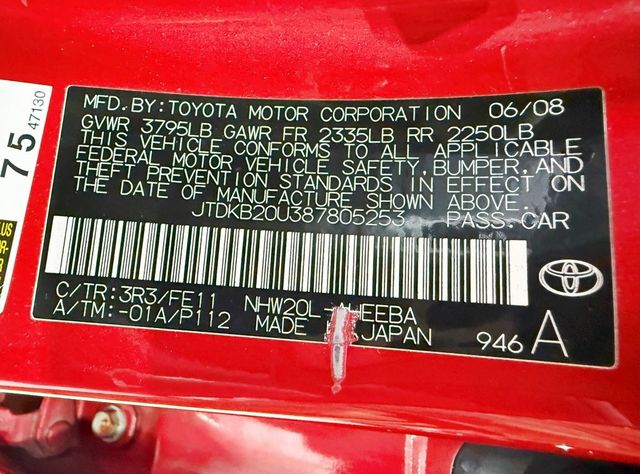 MFD.BY:TOYOTA MOTOR CORPORATION 06/08
GVWR 3795LB GAWR FR 2335LB RR 2250LB
THIS VEHICLE CONFORMS TO ALL APPLICABLE
FEDERAL MOTOR VEHICLE SAFETY,BUMPER,AND
THEFT PREVENTION STANDARDS IN EFFECT ON
THE DATE OF MANUFACTURE SHOWN ABOVE.
JTDKB20U387805253 PASS.CAR
C/TR:3R3/FE11 NHW20L-AHEEBA
A/TM:-01A/P112 MADE JAPAN
946 A
75
47130